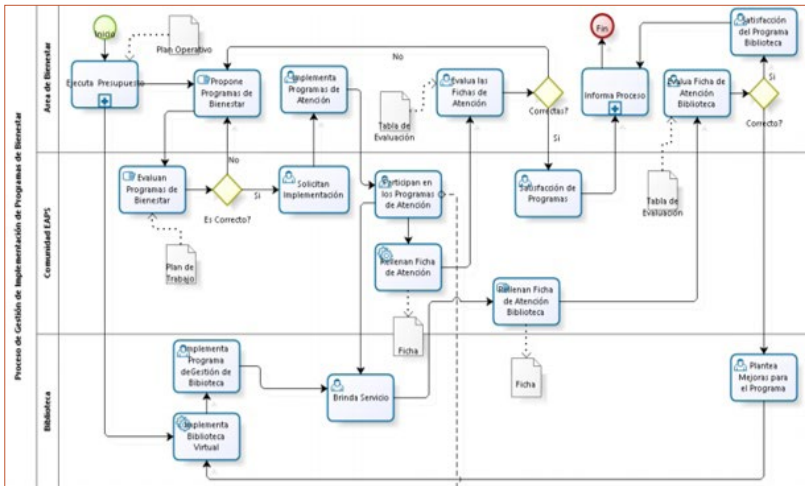 Proceso de Gestión de Implementación de Programas de Bienestar
Area de Bienestar
Inicio
Plan Operativo
Ejecuta Presupuesto
Propone
Programas de
Bienestar
Implementa
Programas de
Atención
No
Tabla de
Evaluación
Evalua las
Fichas de
Atención
Correctas?
Si
Fin
Informa Proceso
Satisfacción
del Programa
Biblioteca
Evalua Ficha de
Atención
Biblioteca
Si
Correcto?
Tabla de
Evaluación
Comunidad EAPS
Evaluan
Programas de
Bienestar
No
Es Correcto?
Si
Plan de
Trabajo
Solicitan
Implementación
Participan en
los Programas
de Atención
Rellenan Ficha
de Atención
Ficha
Satisfacción de
Programas
Rellenan Ficha
de Atención
Biblioteca
Ficha
Biblioteca
Implementa
Programa
deGestión de
Bibioteca
Implementa
Biblioteca
Virtual
Brinda Servicio
Plantea
Mejoras para
el Programa